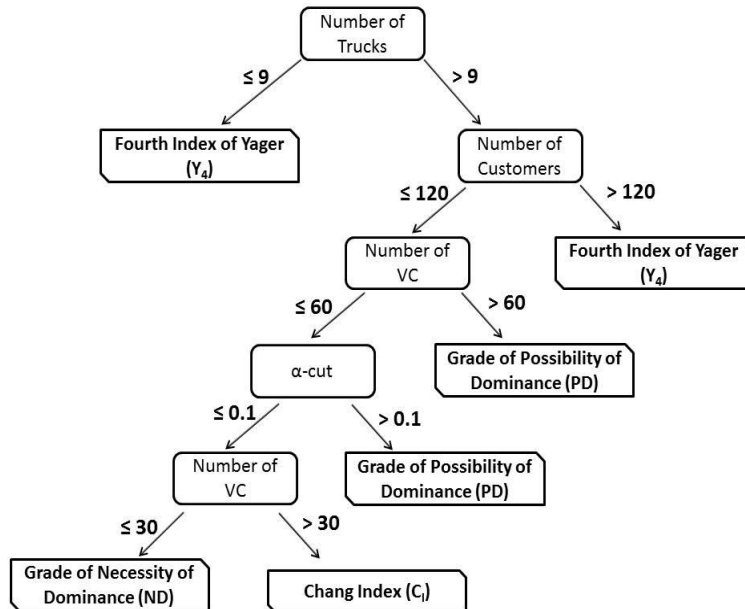 Number of
Trucks
≤ 9
> 9
Fourth Index of Yager
(Y₄)
Number of
Customers
≤ 120
> 120
Number of
VC
Fourth Index of Yager
(Y₄)
≤ 60
> 60
α-cut
Grade of Possibility of
Dominance (PD)
≤ 0.1
> 0.1
Number of
VC
Grade of Possibility of
Dominance (PD)
≤ 30
> 30
Grade of Necessity of
Dominance (ND)
Chang Index (Cₗ)